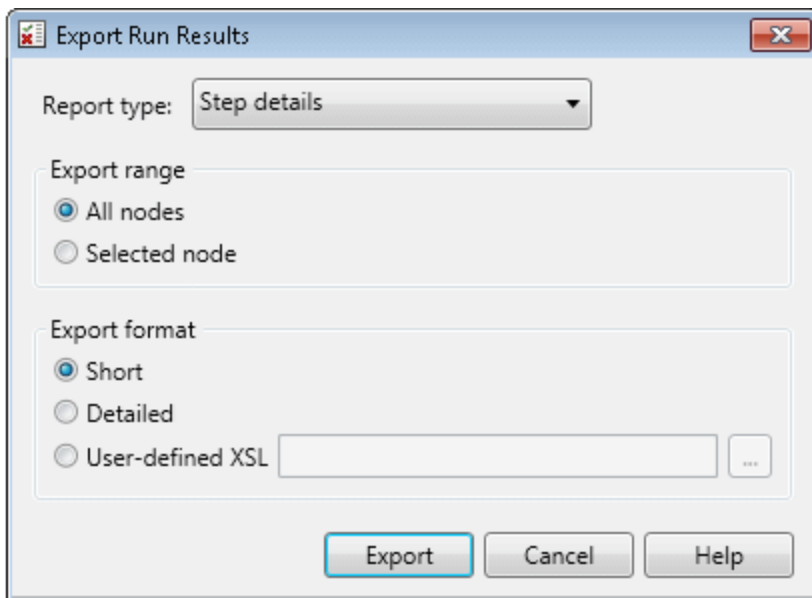 Export Run Results
Report type: Step details
Export range
All nodes
Selected node
Export format
Short
Detailed
User-defined XSL ...
Export Cancel Help